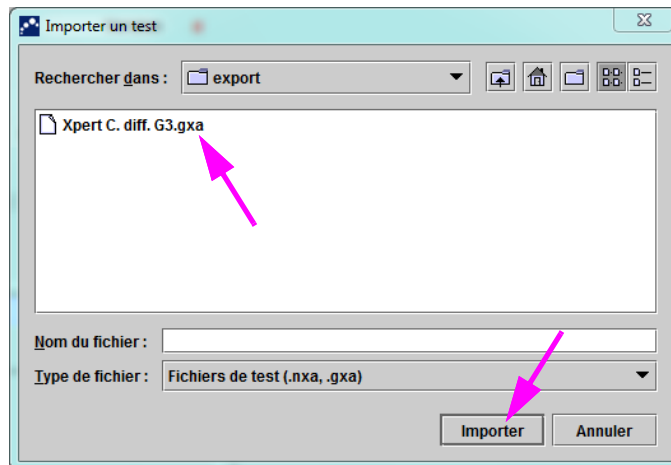 Importer un test
Rechercher dans : export
Xpert C. diff. G3.gxa
Nom du fichier :
Type de fichier : Fichiers de test (.nxa, .gxa)
Importer Annuler